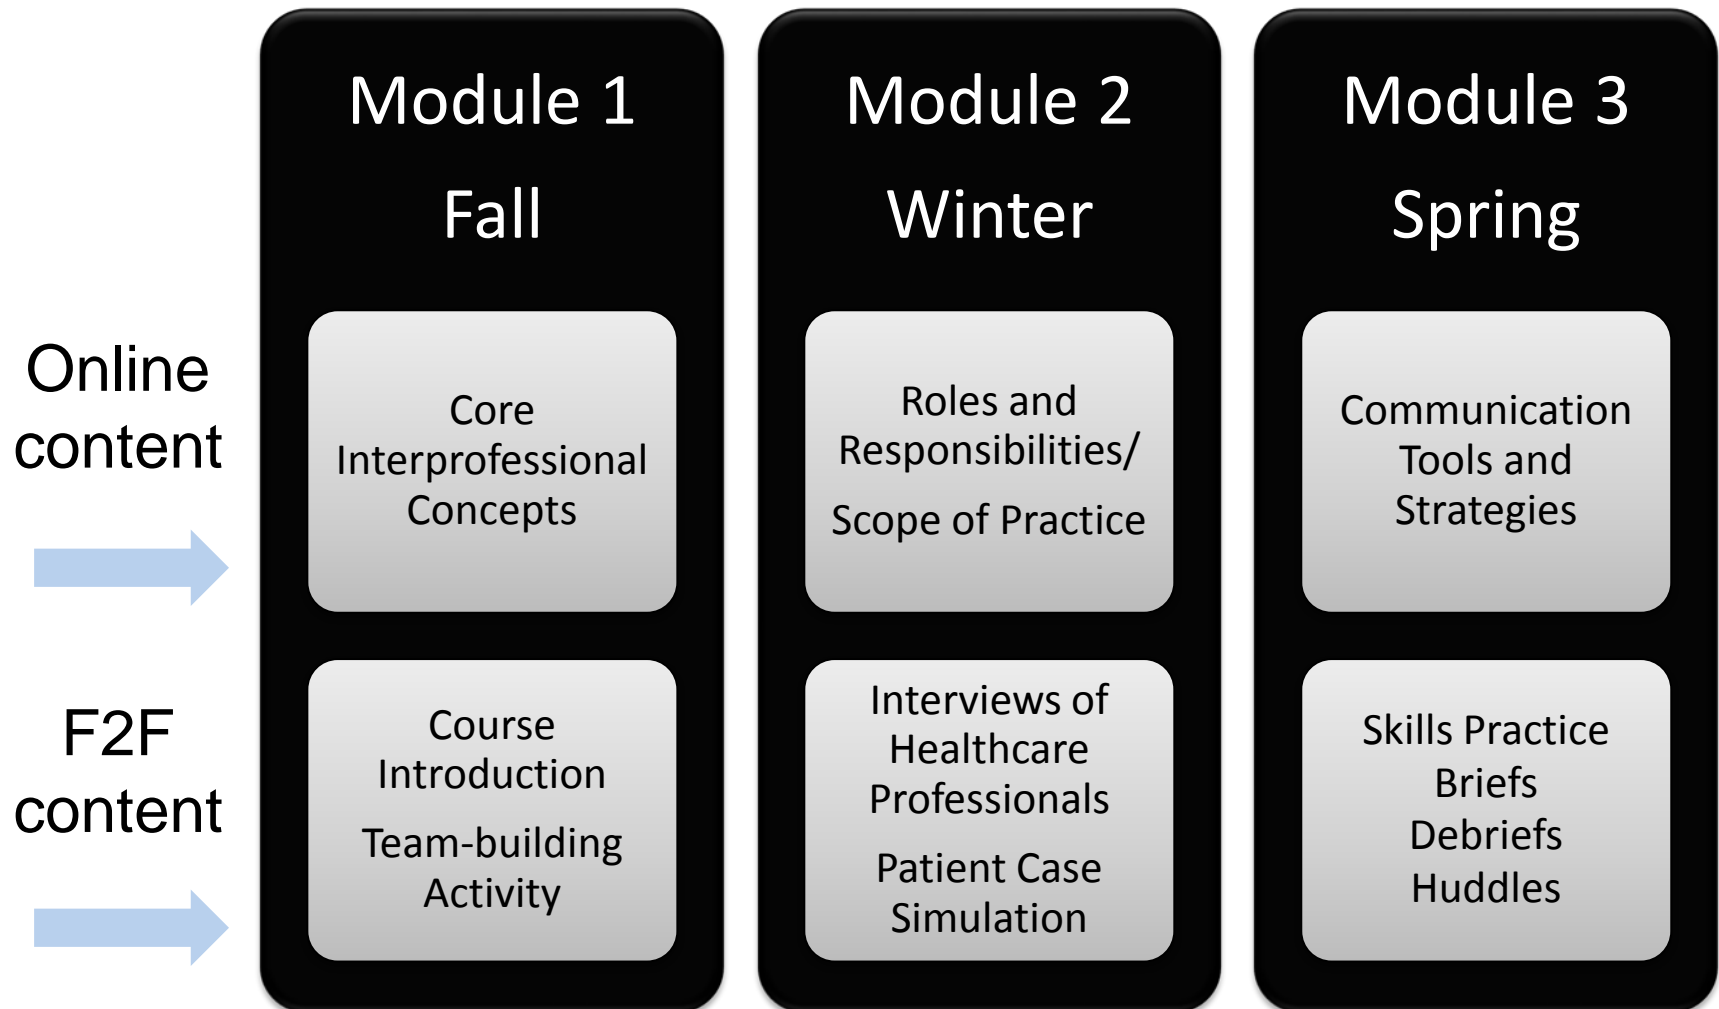 Module 1
Fall
Module 2
Winter
Module 3
Spring
Online
content
Core
Interprofessional
Concepts
Roles and
Responsibilities/
Scope of Practice
Communication
Tools and
Strategies
F2F
content
Course
Introduction
Team-building
Activity
Interviews of
Healthcare
Professionals
Patient Case
Simulation
Skills Practice
Briefs
Debriefs
Huddles